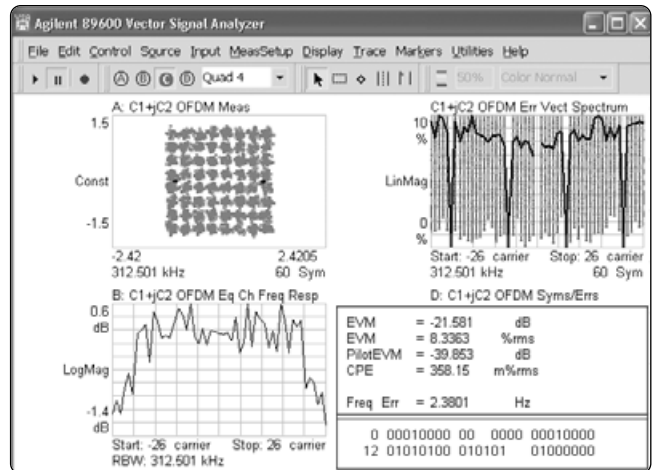 Agilent 89600 Vector Signal Analyzer
File Edit Control Source Input MeasSetup Display Trace Markers Utilities Help
A B C D Quad 4 50% Color Normal
A: C1+jC2 OFDM Meas
1.5
Const
-1.5
-2.42 2.4205
312.501 kHz 60 Sym
C1+jC2 OFDM Err Vect Spectrum
10
%
LinMag
0
%
Start: -26 carrier Stop: 26 carrier
312.501 kHz 60 Sym
B: C1+jC2 OFDM Eq Ch Freq Resp
0.6
dB
LogMag
-1.4
dB
Start: -26 carrier Stop: 26 carrier
RBW: 312.501 kHz
D: C1+jC2 OFDM Syms/Errs
EVM = -21.581 dB
EVM = 8.3363 %rms
PilotEVM = -39.853 dB
CPE = 358.15 m%rms
Freq Err = 2.3801 Hz
0 00010000 00 0000 00010000
12 01010100 010101 01000000